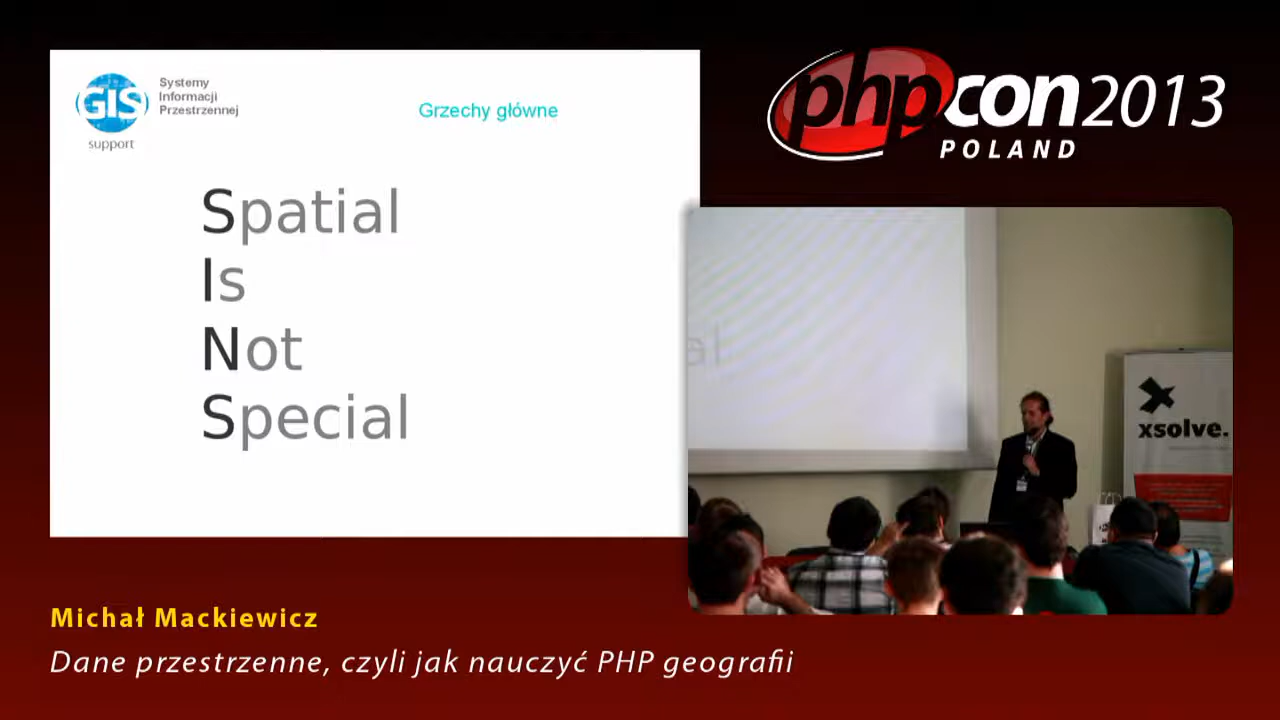 GIS
Systemy
Informacji
Przestrzennej
support
Grzechy główne
Spatial
Is
Not
Special
phpcon2013
POLAND
al
xsolve.
Michał Mackiewicz
Dane przestrzenne, czyli jak nauczyć PHP geografii